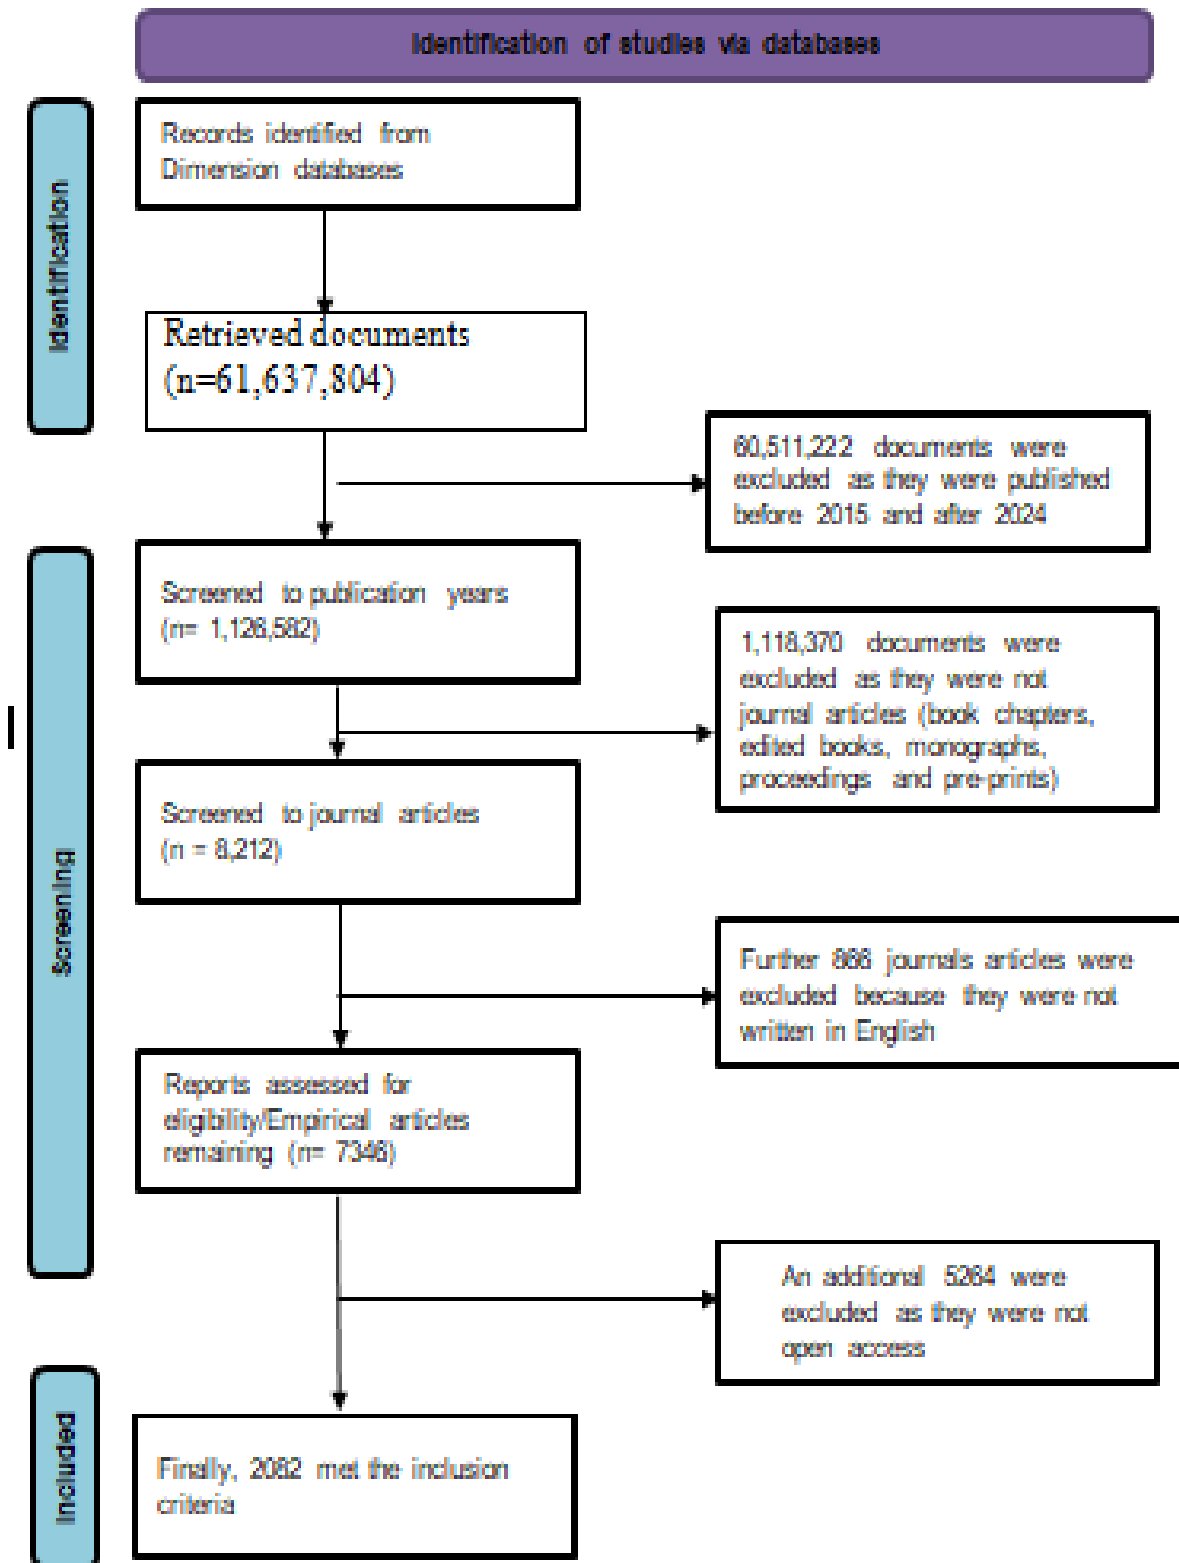 Identification of studies via databases
Identification
Records identified from
Dimension databases
Retrieved documents
(n=61,637,804)
60,511,222 documents were
excluded as they were published
before 2015 and after 2024
Screening
Screened to publication years
(n= 1,126,582)
1,118,370 documents were
excluded as they were not
journal articles (book chapters,
edited books, monographs,
proceedings and pre-prints)
Screened to journal articles
(n = 8,212)
Further 866 journals articles were
excluded because they were not
written in English
Reports assessed for
eligibility/Empirical articles
remaining (n= 7346)
An additional 5264 were
excluded as they were not
open access
Included
Finally, 2082 met the inclusion
criteria